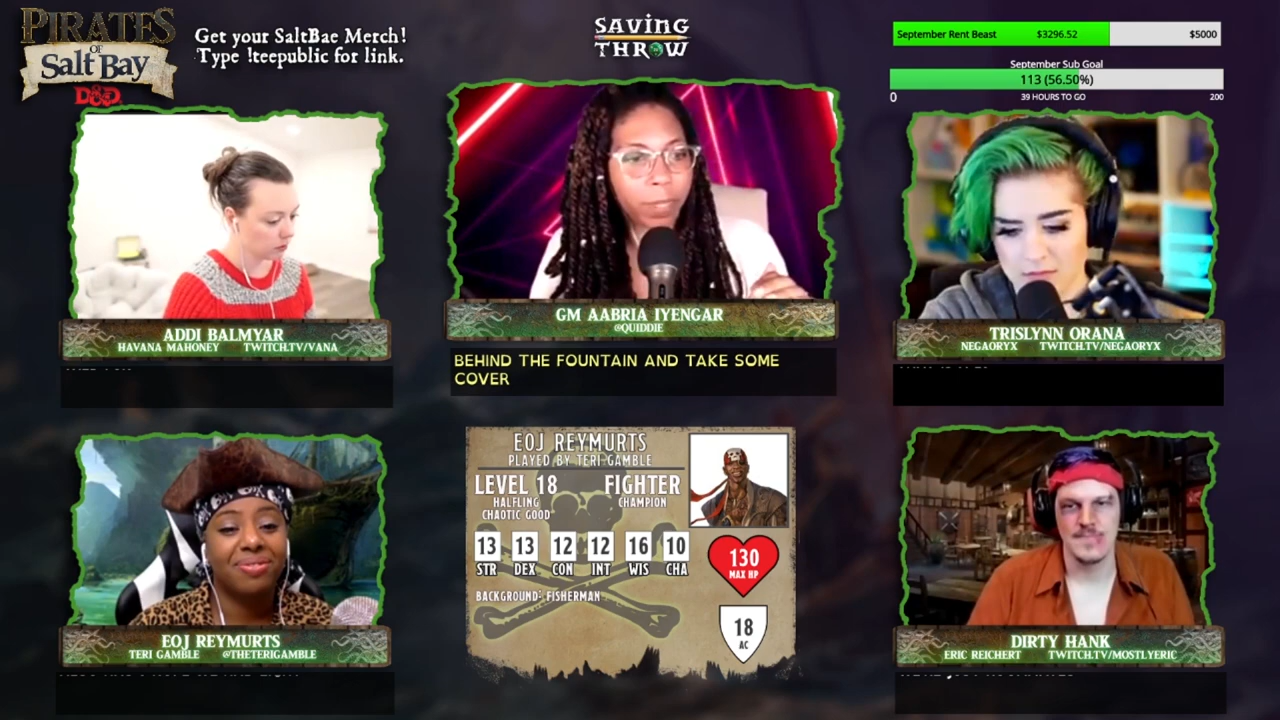 PIRATES
OF
Salt Bay
D&D
Get your SaltBae Merch!
Type !teepublic for link.
SAVING
THROW
September Rent Beast $3296.52 $5000
September Sub Goal
113 (56.50%)
0 39 HOURS TO GO 200
ADDI BALMYAR
HAVANA MAHONEY TWITCH.TV/VANA
GM AABRIA IYENGAR
@QUIDDIE
BEHIND THE FOUNTAIN AND TAKE SOME
COVER
TRISLYNN ORANA
NEGAORYX TWITCH.TV/NEGAORYX
EOJ REYMURTS
PLAYED BY TERI GAMBLE
LEVEL 18 FIGHTER
HALFLING CHAMPION
CHAOTIC GOOD
13 13 12 12 16 10
STR DEX CON INT WIS CHA
BACKGROUND: FISHERMAN
130
MAX HP
18
AC
EOJ REYMURTS
TERI GAMBLE @THETERIGAMBLE
DIRTY HANK
ERIC REICHERT TWITCH.TV/MOSTLYERIC